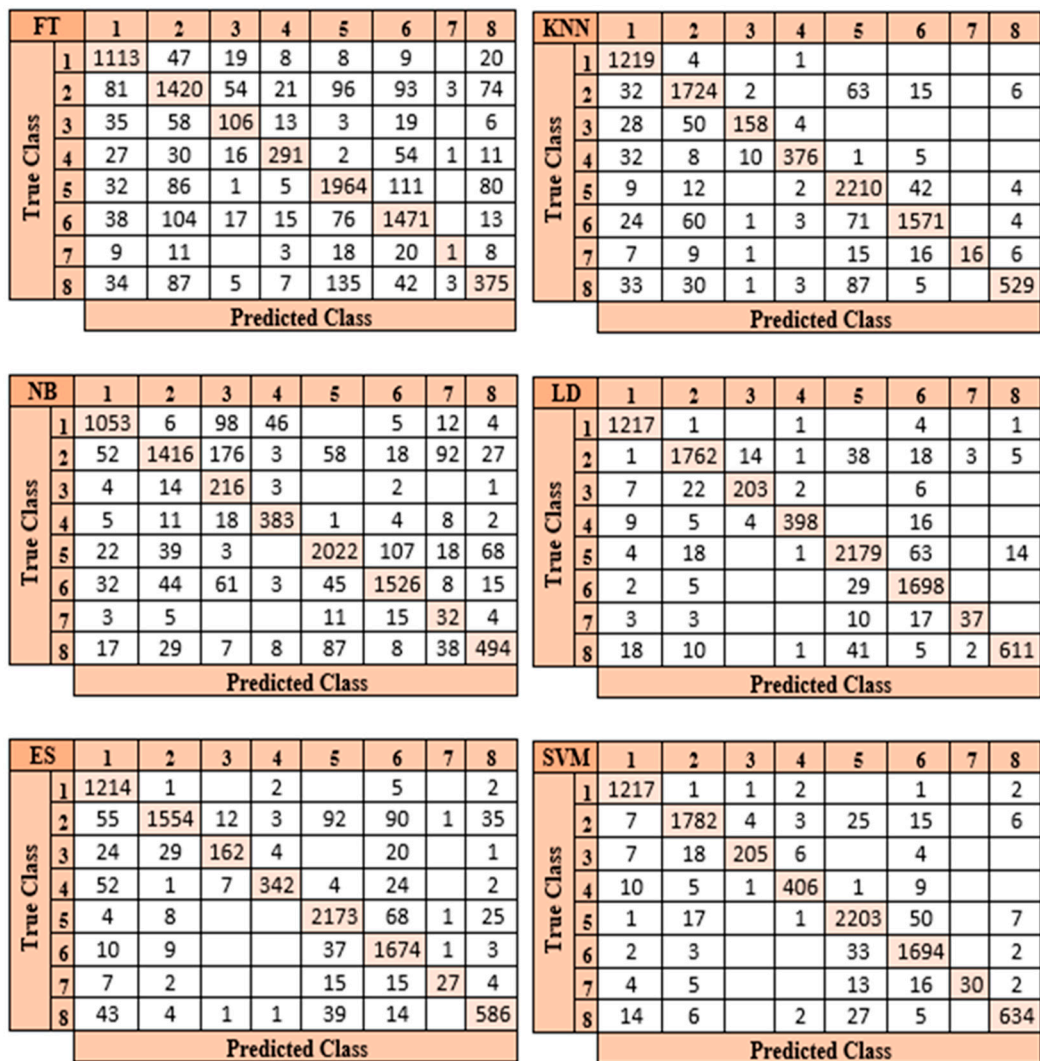 FT 1 2 3 4 5 6 7 8
True Class
1 1113 47 19 8 8 9 20
2 81 1420 54 21 96 93 3 74
3 35 58 106 13 3 19 6
4 27 30 16 291 2 54 1 11
5 32 86 1 5 1964 111 80
6 38 104 17 15 76 1471 13
7 9 11 3 18 20 1 8
8 34 87 5 7 135 42 3 375
Predicted Class
KNN 1 2 3 4 5 6 7 8
True Class
1 1219 4 1
2 32 1724 2 63 15 6
3 28 50 158 4
4 32 8 10 376 1 5
5 9 12 2 2210 42 4
6 24 60 1 3 71 1571 4
7 7 9 1 15 16 16 6
8 33 30 1 3 87 5 529
Predicted Class
NB 1 2 3 4 5 6 7 8
True Class
1 1053 6 98 46 5 12 4
2 52 1416 176 3 58 18 92 27
3 4 14 216 3 2 1
4 5 11 18 383 1 4 8 2
5 22 39 3 2022 107 18 68
6 32 44 61 3 45 1526 8 15
7 3 5 11 15 32 4
8 17 29 7 8 87 8 38 494
Predicted Class
LD 1 2 3 4 5 6 7 8
True Class
1 1217 1 1 4 1
2 1 1762 14 1 38 18 3 5
3 7 22 203 2 6
4 9 5 4 398 16
5 4 18 1 2179 63 14
6 2 5 29 1698
7 3 3 10 17 37
8 18 10 1 41 5 2 611
Predicted Class
ES 1 2 3 4 5 6 7 8
True Class
1 1214 1 2 5 2
2 55 1554 12 3 92 90 1 35
3 24 29 162 4 20 1
4 52 1 7 342 4 24 2
5 4 8 2173 68 1 25
6 10 9 37 1674 1 3
7 7 2 15 15 27 4
8 43 4 1 1 39 14 586
Predicted Class
SVM 1 2 3 4 5 6 7 8
True Class
1 1217 1 1 2 1 2
2 7 1782 4 3 25 15 6
3 7 18 205 6 4
4 10 5 1 406 1 9
5 1 17 1 2203 50 7
6 2 3 33 1694 2
7 4 5 13 16 30 2
8 14 6 2 27 5 634
Predicted Class